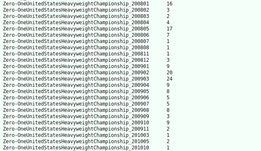 Zero-OneUnitedStatesHeavyweightChampionship_200801 16
Zero-OneUnitedStatesHeavyweightChampionship_200802 3
Zero-OneUnitedStatesHeavyweightChampionship_200803 2
Zero-OneUnitedStatesHeavyweightChampionship_200804 4
Zero-OneUnitedStatesHeavyweightChampionship_200805 17
Zero-OneUnitedStatesHeavyweightChampionship_200806 7
Zero-OneUnitedStatesHeavyweightChampionship_200807 1
Zero-OneUnitedStatesHeavyweightChampionship_200808 1
Zero-OneUnitedStatesHeavyweightChampionship_200811 1
Zero-OneUnitedStatesHeavyweightChampionship_200812 3
Zero-OneUnitedStatesHeavyweightChampionship_200901 9
Zero-OneUnitedStatesHeavyweightChampionship_200902 20
Zero-OneUnitedStatesHeavyweightChampionship_200903 24
Zero-OneUnitedStatesHeavyweightChampionship_200904 9
Zero-OneUnitedStatesHeavyweightChampionship_200905 8
Zero-OneUnitedStatesHeavyweightChampionship_200906 5
Zero-OneUnitedStatesHeavyweightChampionship_200907 5
Zero-OneUnitedStatesHeavyweightChampionship_200908 8
Zero-OneUnitedStatesHeavyweightChampionship_200909 3
Zero-OneUnitedStatesHeavyweightChampionship_200910 9
Zero-OneUnitedStatesHeavyweightChampionship_200911 2
Zero-OneUnitedStatesHeavyweightChampionship_201003 1
Zero-OneUnitedStatesHeavyweightChampionship_201005 2
Zero-OneUnitedStatesHeavyweightChampionship_201010 1